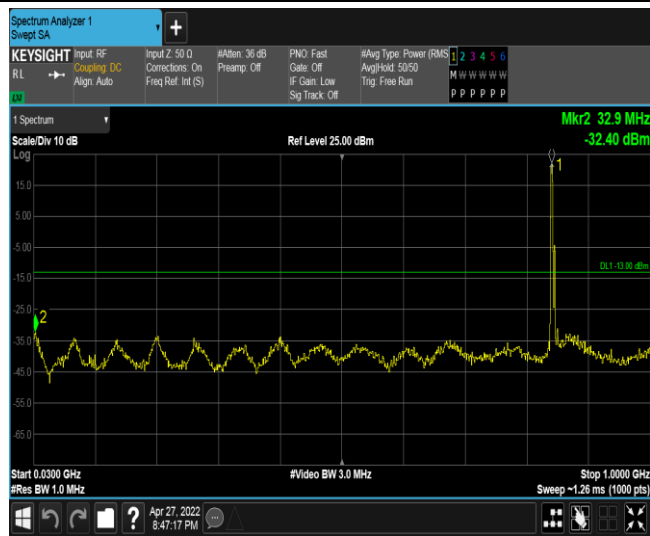 Spectrum Analyzer 1
Swept SA
KEYSIGHT
RL
Input: RF
Coupling: DC
Align: Auto
Input Z: 50 Ω
Corrections: On
Freq Ref: Int (S)
#Atten: 36 dB
Preamp: Off
PNO: Fast
Gate: Off
IF Gain: Low
Sig Track: Off
#Avg Type: Power (RMS
Avg|Hold: 50/50
Trig: Free Run
1 2 3 4 5 6
M W W W W W
P P P P P P
1 Spectrum
Mkr2 32.9 MHz
Scale/Div 10 dB
Ref Level 25.00 dBm
-32.40 dBm
Log
1
15.0
5.00
-5.00
DL1 -13.00 dBm
-15.0
-25.0
2
-35.0
-45.0
-55.0
-65.0
Start 0.0300 GHz
#Video BW 3.0 MHz
Stop 1.0000 GHz
#Res BW 1.0 MHz
Sweep ~1.26 ms (1000 pts)
?
Apr 27, 2022
8:47:17 PM